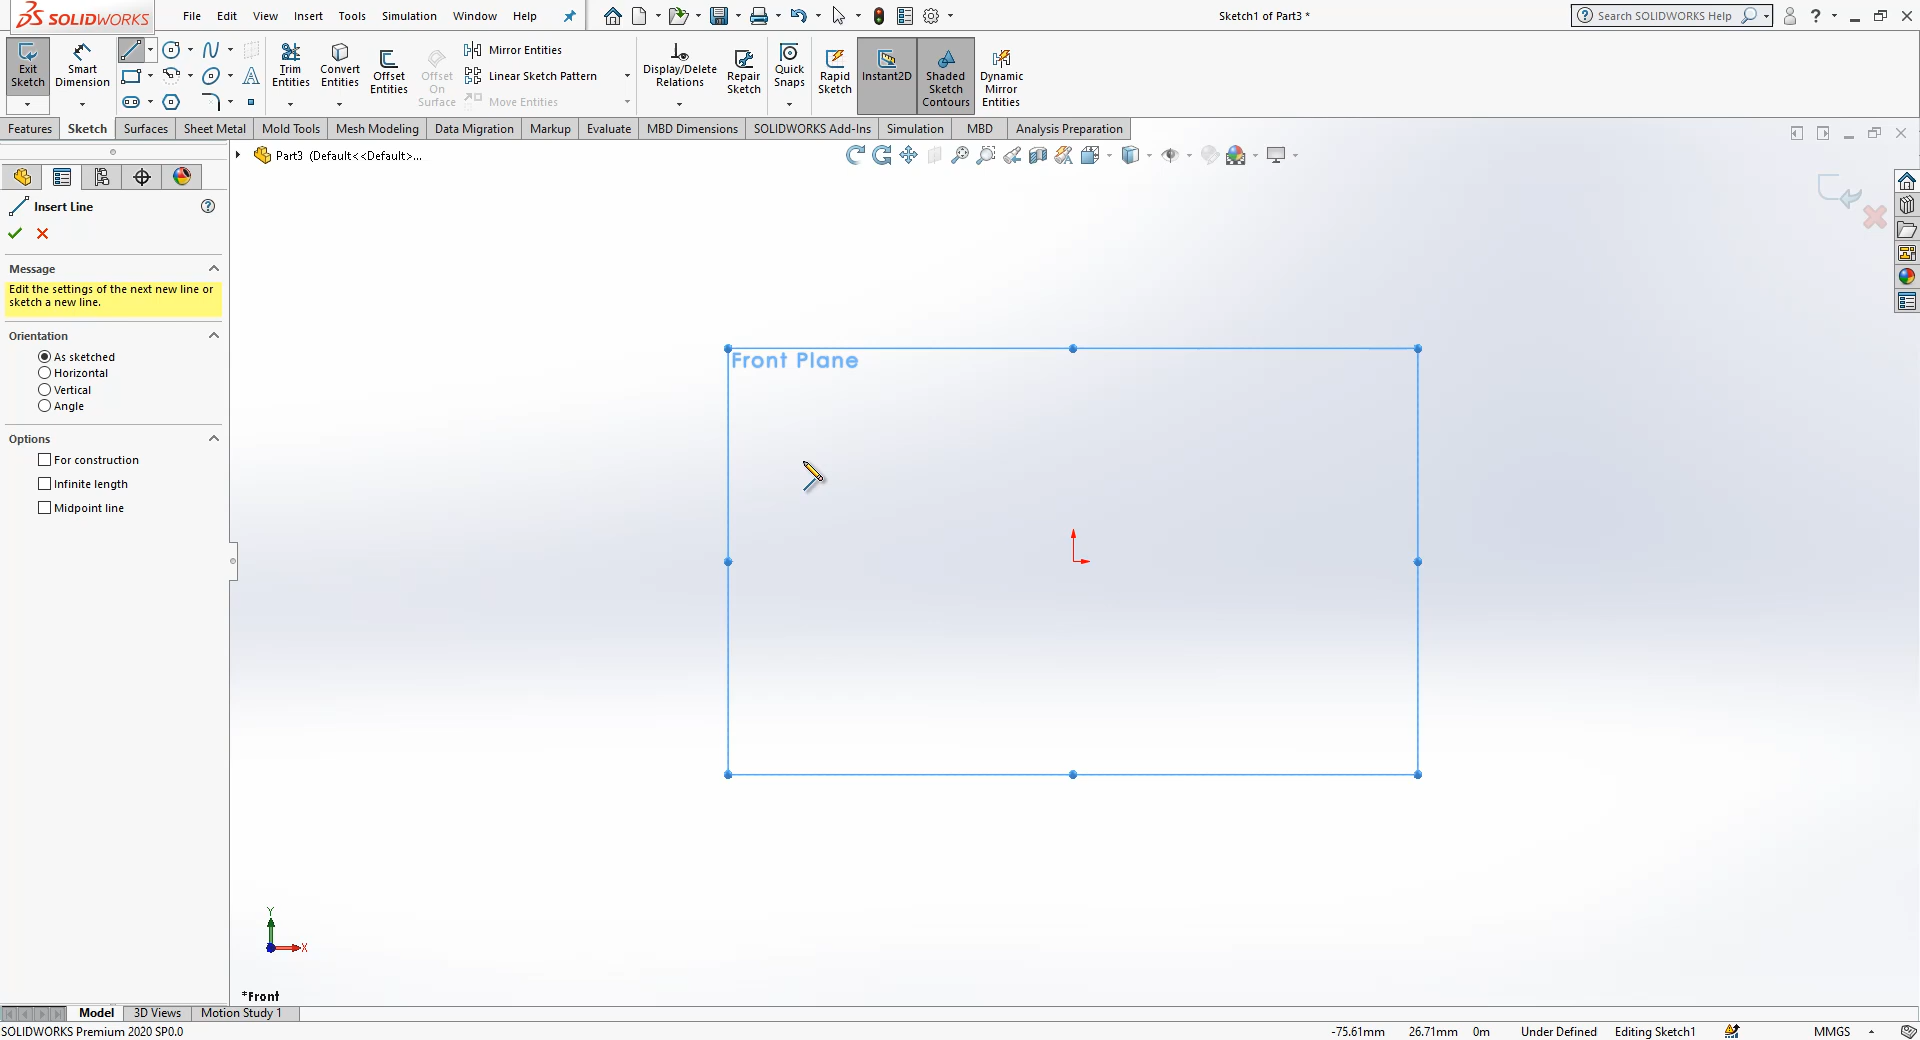 SOLIDWORKS File Edit View Insert Tools Simulation Window Help Sketch1 of Part3 * Search SOLIDWORKS Help
Exit Sketch
Smart Dimension
Trim Entities
Convert Entities
Offset Entities
Offset On Surface
Mirror Entities
Linear Sketch Pattern
Move Entities
Display/Delete Relations
Repair Sketch
Quick Snaps
Rapid Sketch
Instant2D
Shaded Sketch Contours
Dynamic Mirror Entities
Features Sketch Surfaces Sheet Metal Mold Tools Mesh Modeling Data Migration Markup Evaluate MBD Dimensions SOLIDWORKS Add-Ins Simulation MBD Analysis Preparation
Part3 (Default<<Default>...
Insert Line
Message
Edit the settings of the next new line or
sketch a new line.
Orientation
As sketched
Horizontal
Vertical
Angle
Options
For construction
Infinite length
Midpoint line
Front Plane
Y
X
*Front
Model 3D Views Motion Study 1
SOLIDWORKS Premium 2020 SP0.0 -75.61mm 26.71mm 0m Under Defined Editing Sketch1 MMGS